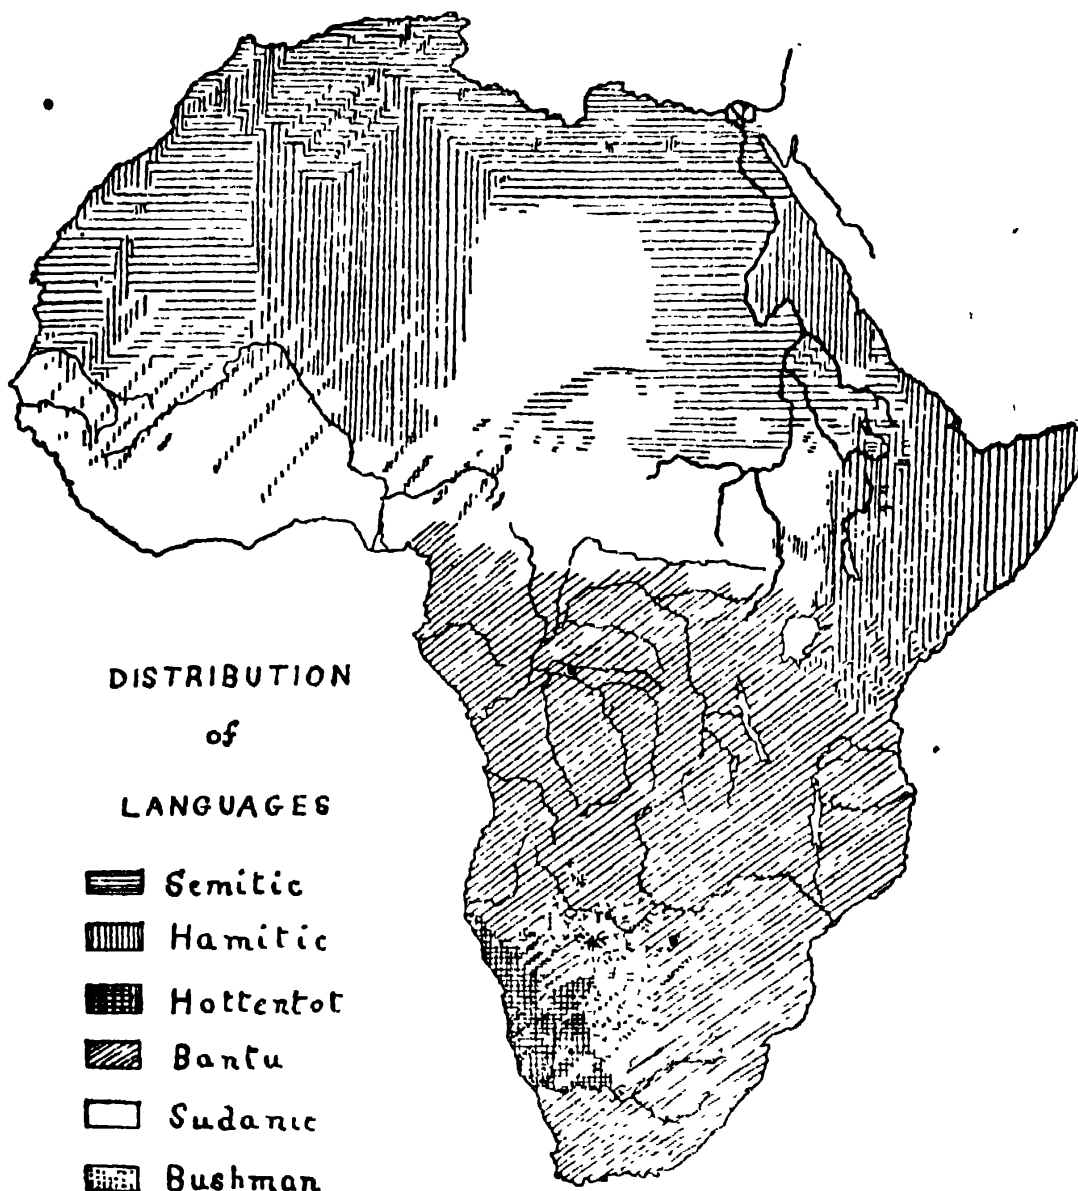 DISTRIBUTION
of
LANGUAGES
Semitic
Hamitic
Hottentot
Bantu
Sudanic
Bushman